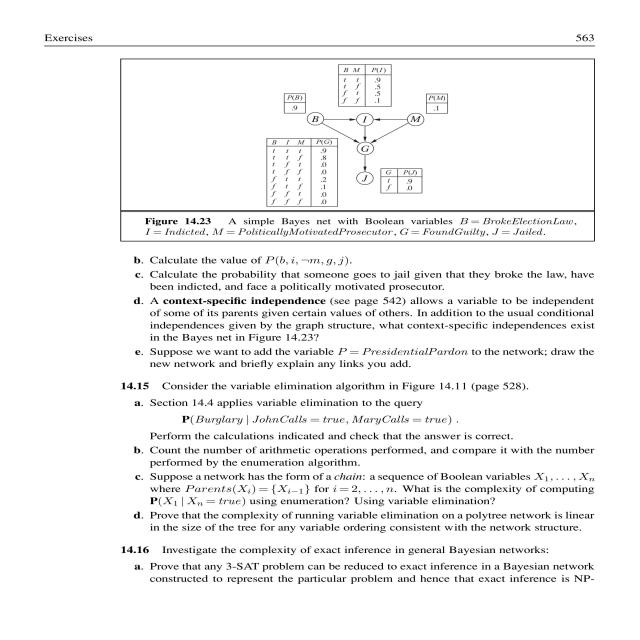 Exercises 563
B M P(I)
t t .9
t f .5
f t .5
f f .1
P(B)
.9
P(M)
.1
B I M
B I M P(G)
t t t .9
t t f .8
t f t .0
t f f .0
f t t .2
f t f .1
f f t .0
f f f .0
G
J
G P(J)
t .9
f .0
Figure 14.23 A simple Bayes net with Boolean variables B = BrokeElectionLaw,
I = Indicted, M = PoliticallyMotivatedProsecutor, G = FoundGuilty, J = Jailed.
b. Calculate the value of P(b, i, ¬m, g, j).
c. Calculate the probability that someone goes to jail given that they broke the law, have
been indicted, and face a politically motivated prosecutor.
d. A context-specific independence (see page 542) allows a variable to be independent
of some of its parents given certain values of others. In addition to the usual conditional
independences given by the graph structure, what context-specific independences exist
in the Bayes net in Figure 14.23?
e. Suppose we want to add the variable P = PresidentialPardon to the network; draw the
new network and briefly explain any links you add.
14.15 Consider the variable elimination algorithm in Figure 14.11 (page 528).
a. Section 14.4 applies variable elimination to the query
P(Burglary | JohnCalls = true, MaryCalls = true) .
Perform the calculations indicated and check that the answer is correct.
b. Count the number of arithmetic operations performed, and compare it with the number
performed by the enumeration algorithm.
c. Suppose a network has the form of a chain: a sequence of Boolean variables X₁, . . . , Xₙ
where Parents(Xᵢ) = {Xᵢ₋₁} for i = 2, . . . , n. What is the complexity of computing
P(X₁ | Xₙ = true) using enumeration? Using variable elimination?
d. Prove that the complexity of running variable elimination on a polytree network is linear
in the size of the tree for any variable ordering consistent with the network structure.
14.16 Investigate the complexity of exact inference in general Bayesian networks:
a. Prove that any 3-SAT problem can be reduced to exact inference in a Bayesian network
constructed to represent the particular problem and hence that exact inference is NP-